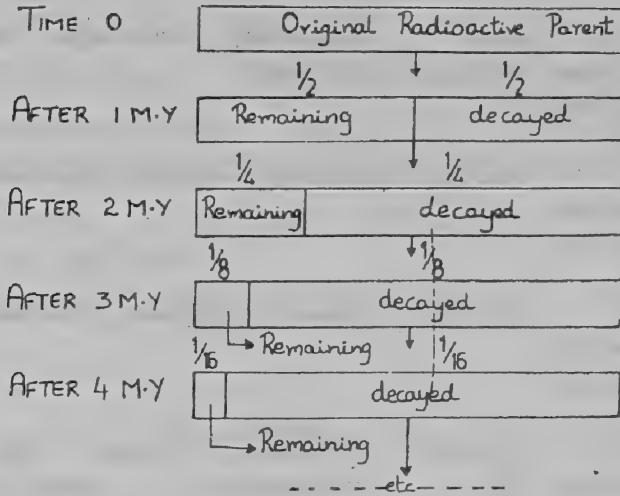 TIME 0
Original Radioactive Parent
1/2 1/2
AFTER 1 M.Y
Remaining decayed
1/4 1/4
AFTER 2 M.Y
Remaining decayed
1/8 1/8
AFTER 3 M.Y
decayed
Remaining
1/16 1/16
AFTER 4 M.Y
decayed
Remaining
etc